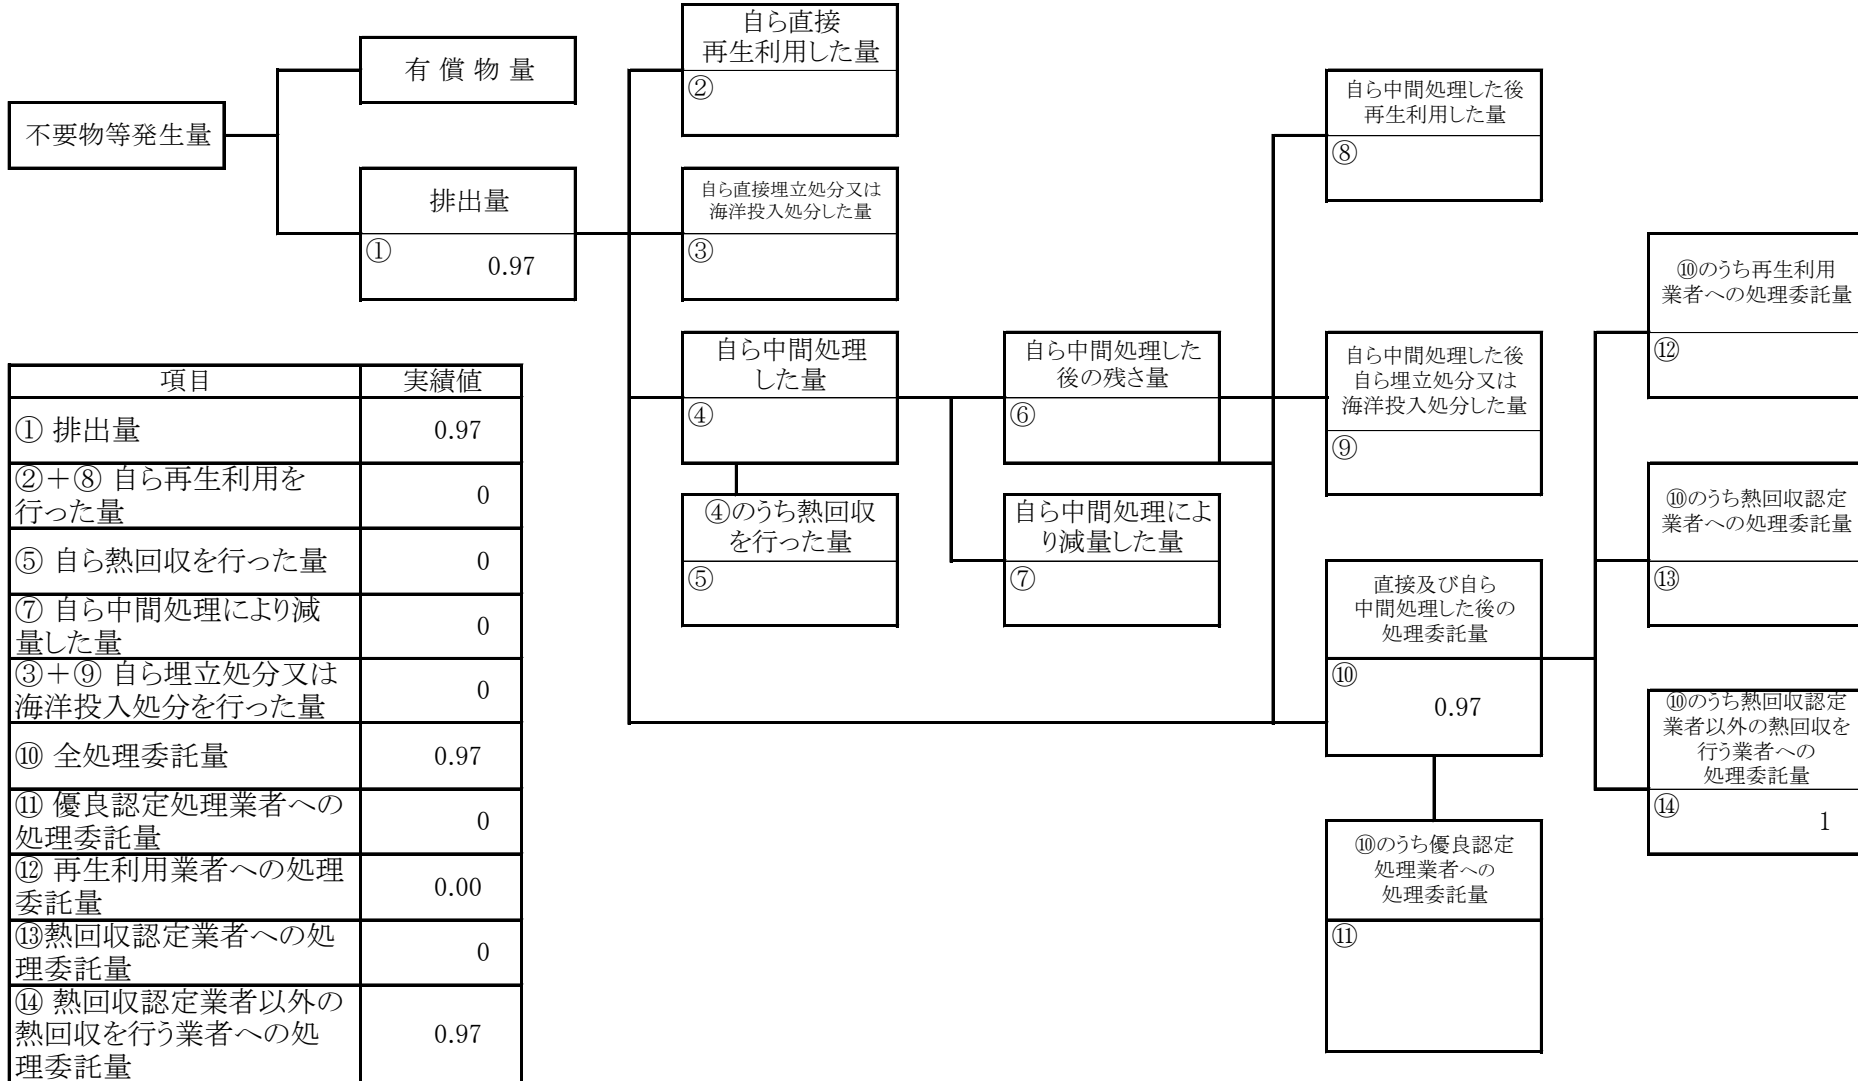 不要物等発生量
有 償 物 量
排出量
①
0.97
自ら直接
再生利用した量
②
自ら直接埋立処分又は
海洋投入処分した量
③
自ら中間処理
した量
④
④のうち熱回収
を行った量
⑤
自ら中間処理した
後の残さ量
⑥
自ら中間処理によ
り減量した量
⑦
自ら中間処理した後
再生利用した量
⑧
自ら中間処理した後
自ら埋立処分又は
海洋投入処分した量
⑨
直接及び自ら
中間処理した後の
処理委託量
⑩
0.97
⑩のうち優良認定
処理業者への
処理委託量
⑪
⑩のうち再生利用
業者への処理委託量
⑫
⑩のうち熱回収認定
業者への処理委託量
⑬
⑩のうち熱回収認定
業者以外の熱回収を
行う業者への
処理委託量
⑭
1
項目 実績値
① 排出量 0.97
②＋⑧ 自ら再生利用を
行った量 0
⑤ 自ら熱回収を行った量 0
⑦ 自ら中間処理により減
量した量 0
③＋⑨ 自ら埋立処分又は
海洋投入処分を行った量 0
⑩ 全処理委託量 0.97
⑪ 優良認定処理業者への
処理委託量 0
⑫ 再生利用業者への処理
委託量 0.00
⑬熱回収認定業者への処
理委託量 0
⑭ 熱回収認定業者以外の
熱回収を行う業者への処
理委託量 0.97